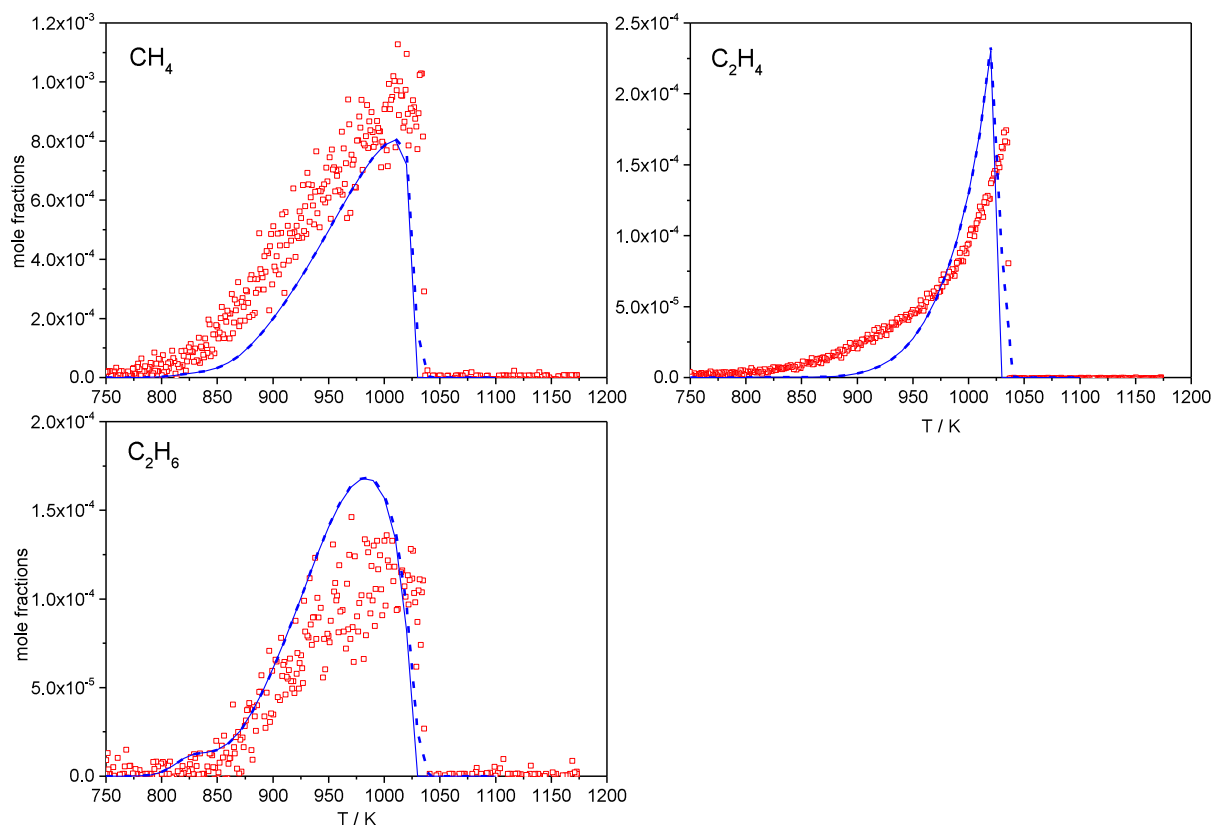 CH₄
mole fractions
1.2x10⁻³
1.0x10⁻³
8.0x10⁻⁴
6.0x10⁻⁴
4.0x10⁻⁴
2.0x10⁻⁴
0.0
750 800 850 900 950 1000 1050 1100 1150 1200
C₂H₄
2.5x10⁻⁴
2.0x10⁻⁴
1.5x10⁻⁴
1.0x10⁻⁴
5.0x10⁻⁵
0.0
750 800 850 900 950 1000 1050 1100 1150 1200
T / K
C₂H₆
mole fractions
2.0x10⁻⁴
1.5x10⁻⁴
1.0x10⁻⁴
5.0x10⁻⁵
0.0
750 800 850 900 950 1000 1050 1100 1150 1200
T / K